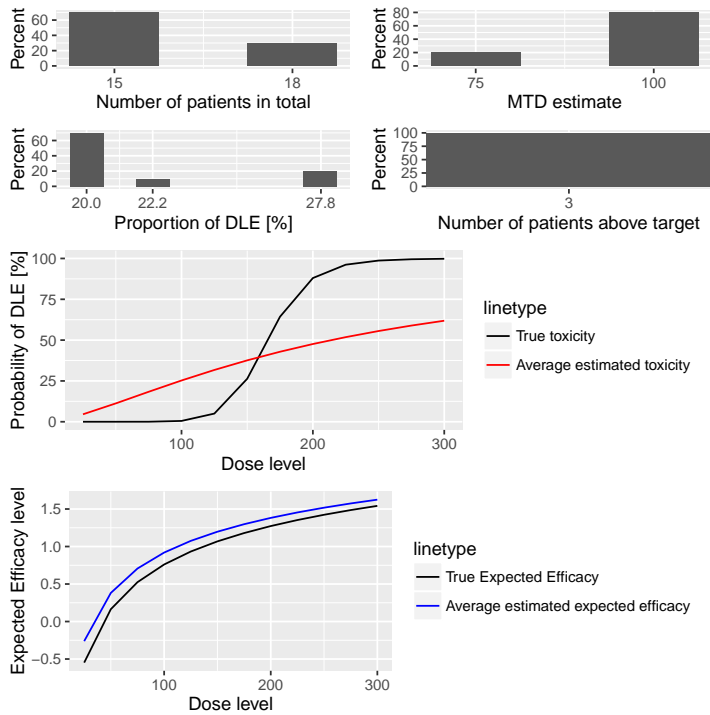 Percent
60
40
20
0
15
18
Number of patients in total
Percent
80
60
40
20
0
75
100
MTD estimate
Percent
60
40
20
0
20.0
22.2
27.8
Proportion of DLE [%]
Percent
100
75
50
25
0
3
Number of patients above target
Probability of DLE [%]
100
75
50
25
0
100
200
300
Dose level
linetype
True toxicity
Average estimated toxicity
Expected Efficacy level
1.5
1.0
0.5
0.0
−0.5
100
200
300
Dose level
linetype
True Expected Efficacy
Average estimated expected efficacy